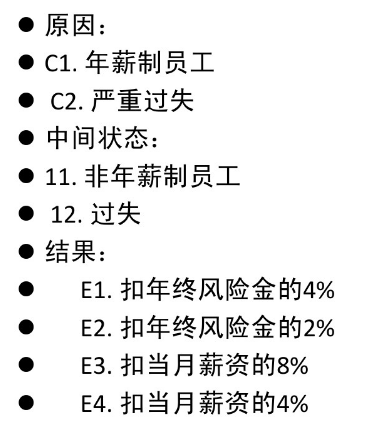 ● 原因：
● C1. 年薪制员工
● C2. 严重过失
● 中间状态：
● 11. 非年薪制员工
● 12. 过失
● 结果：
● E1. 扣年终风险金的4%
● E2. 扣年终风险金的2%
● E3. 扣当月薪资的8%
● E4. 扣当月薪资的4%